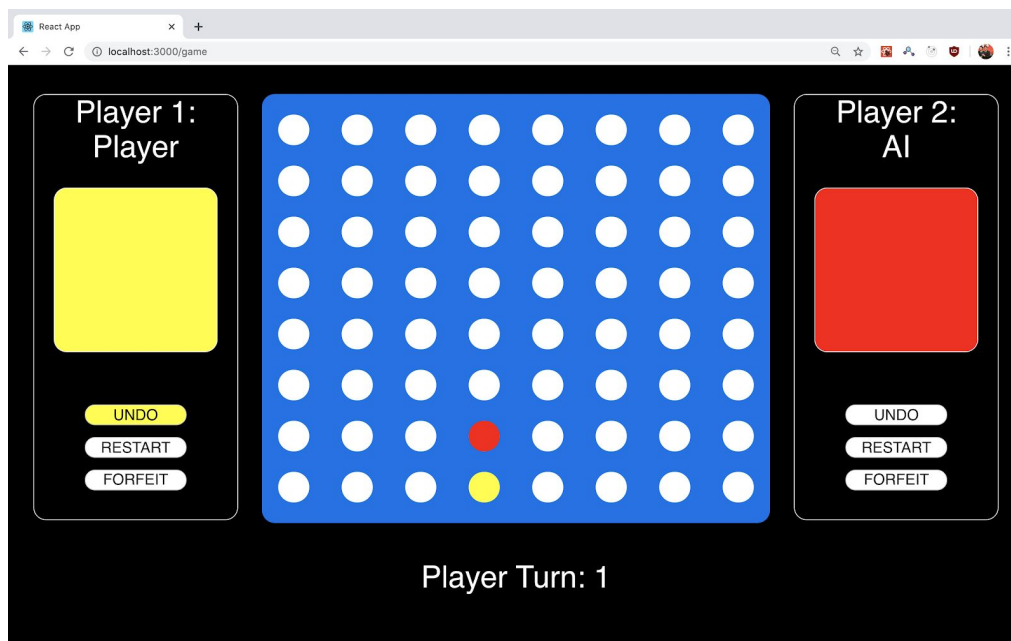 React App
localhost:3000/game
Player 1:
Player
UNDO
RESTART
FORFEIT
Player 2:
AI
UNDO
RESTART
FORFEIT
Player Turn: 1